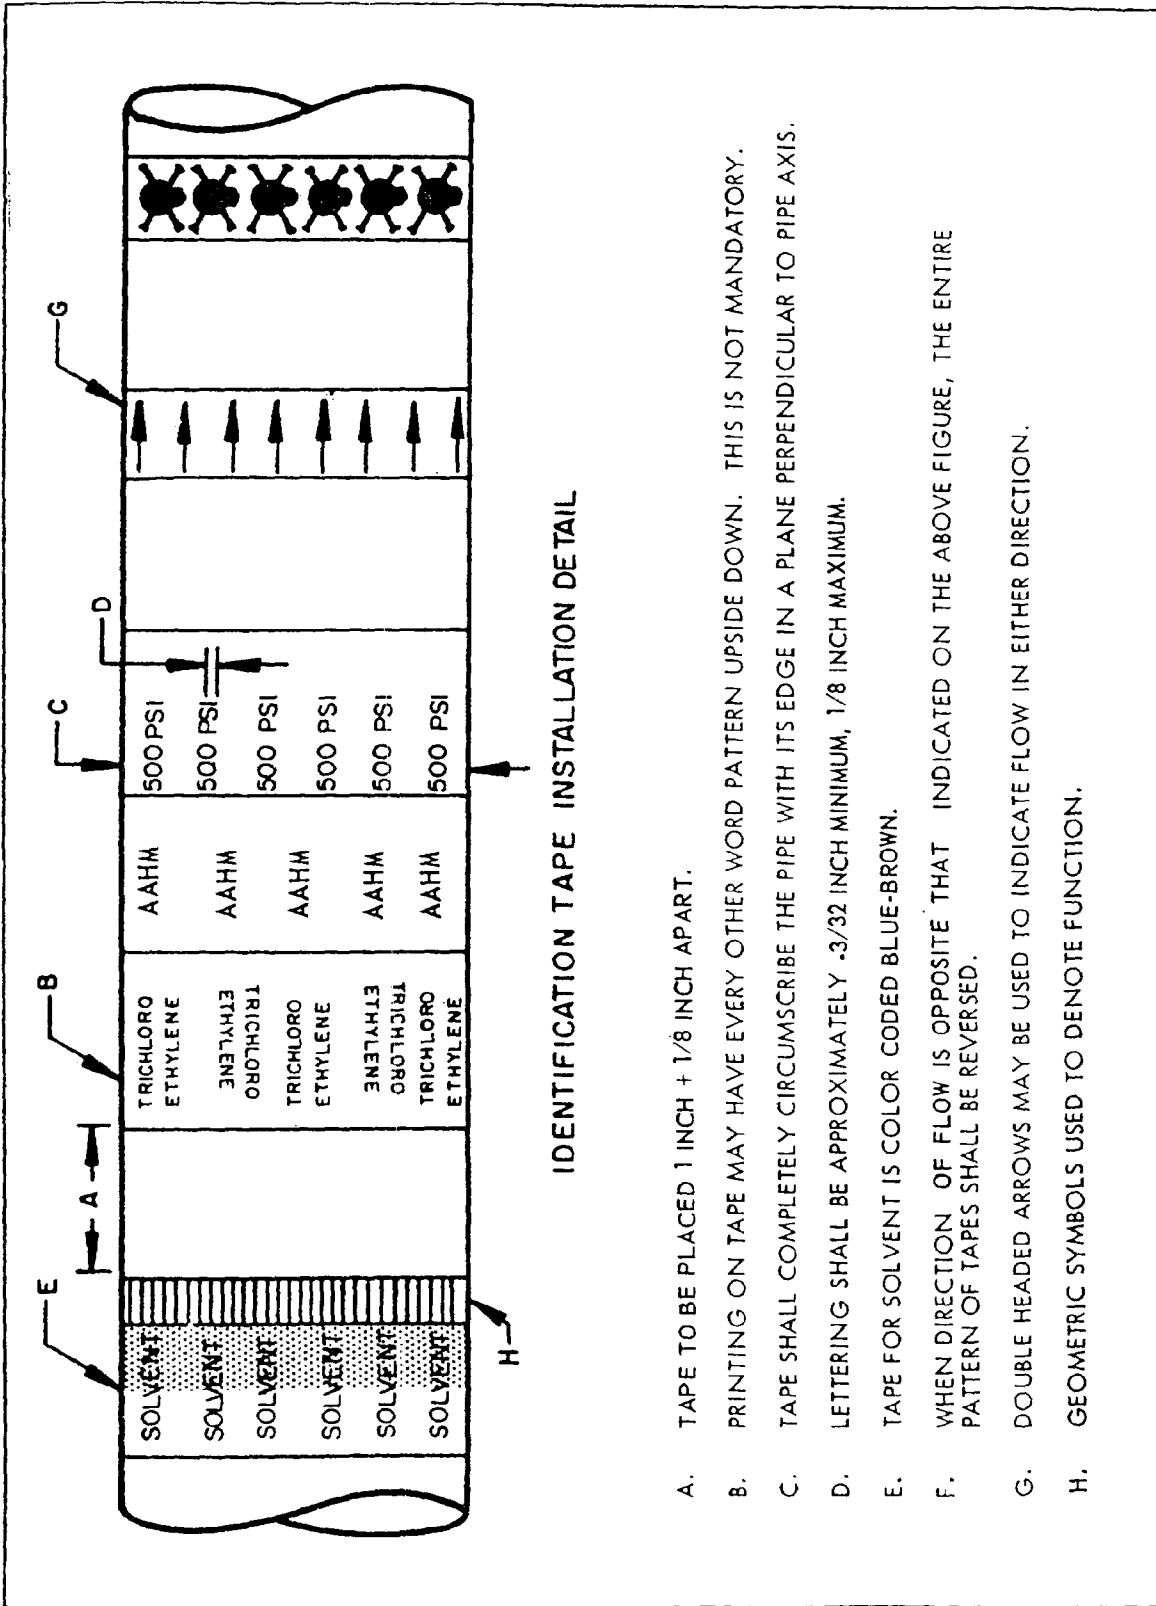 G
C
D
B
A
E
H
SOLVENT
SOLVENT
SOLVENT
SOLVENT
SOLVENT
SOLVENT
TRICHLORO
ETHYLENE
TRICHLORO
ETHYLENE
TRICHLORO
ETHYLENE
TRICHLORO
ETHYLENE
TRICHLORO
ETHYLENE
AAHM
AAHM
AAHM
AAHM
AAHM
500 PSI
500 PSI
500 PSI
500 PSI
500 PSI
500 PSI
IDENTIFICATION TAPE INSTALLATION DETAIL
A. TAPE TO BE PLACED 1 INCH + 1/8 INCH APART.
B. PRINTING ON TAPE MAY HAVE EVERY OTHER WORD PATTERN UPSIDE DOWN. THIS IS NOT MANDATORY.
C. TAPE SHALL COMPLETELY CIRCUMSCRIBE THE PIPE WITH ITS EDGE IN A PLANE PERPENDICULAR TO PIPE AXIS.
D. LETTERING SHALL BE APPROXIMATELY .3/32 INCH MINIMUM, 1/8 INCH MAXIMUM.
E. TAPE FOR SOLVENT IS COLOR CODED BLUE-BROWN.
F. WHEN DIRECTION OF FLOW IS OPPOSITE THAT INDICATED ON THE ABOVE FIGURE, THE ENTIRE
PATTERN OF TAPES SHALL BE REVERSED.
G. DOUBLE HEADED ARROWS MAY BE USED TO INDICATE FLOW IN EITHER DIRECTION.
H. GEOMETRIC SYMBOLS USED TO DENOTE FUNCTION.